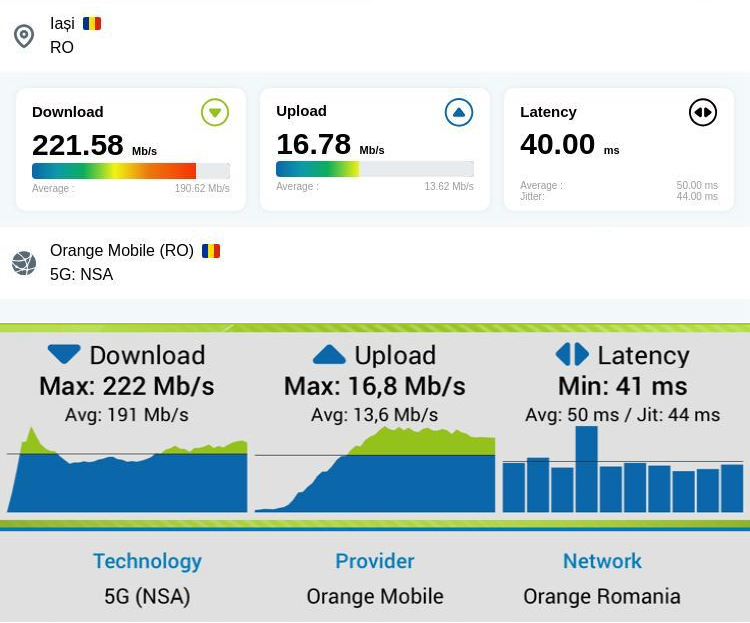 Iași
RO
Download
221.58 Mb/s
Average : 190.62 Mb/s
Upload
16.78 Mb/s
Average : 13.62 Mb/s
Latency
40.00 ms
Average : 50.00 ms
Jitter: 44.00 ms
Orange Mobile (RO)
5G: NSA
Download
Max: 222 Mb/s
Avg: 191 Mb/s
Upload
Max: 16,8 Mb/s
Avg: 13,6 Mb/s
Latency
Min: 41 ms
Avg: 50 ms / Jit: 44 ms
Technology
5G (NSA)
Provider
Orange Mobile
Network
Orange Romania